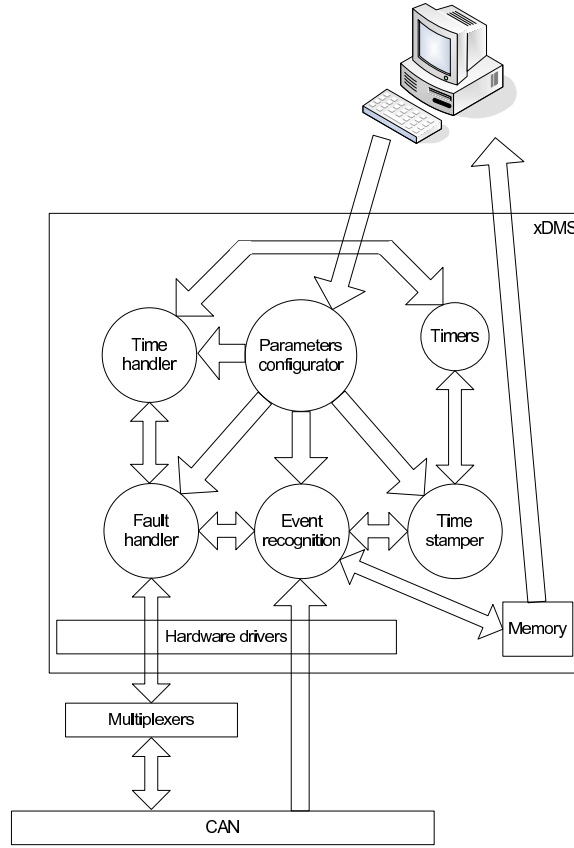 xDMS
Time
handler
Parameters
configurator
Timers
Fault
handler
Event
recognition
Time
stamper
Hardware drivers
Memory
Multiplexers
CAN